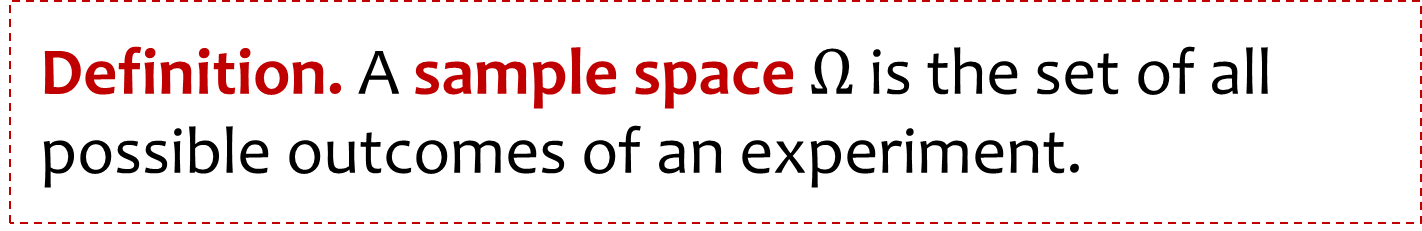 Definition. A sample space Ω is the set of all
possible outcomes of an experiment.